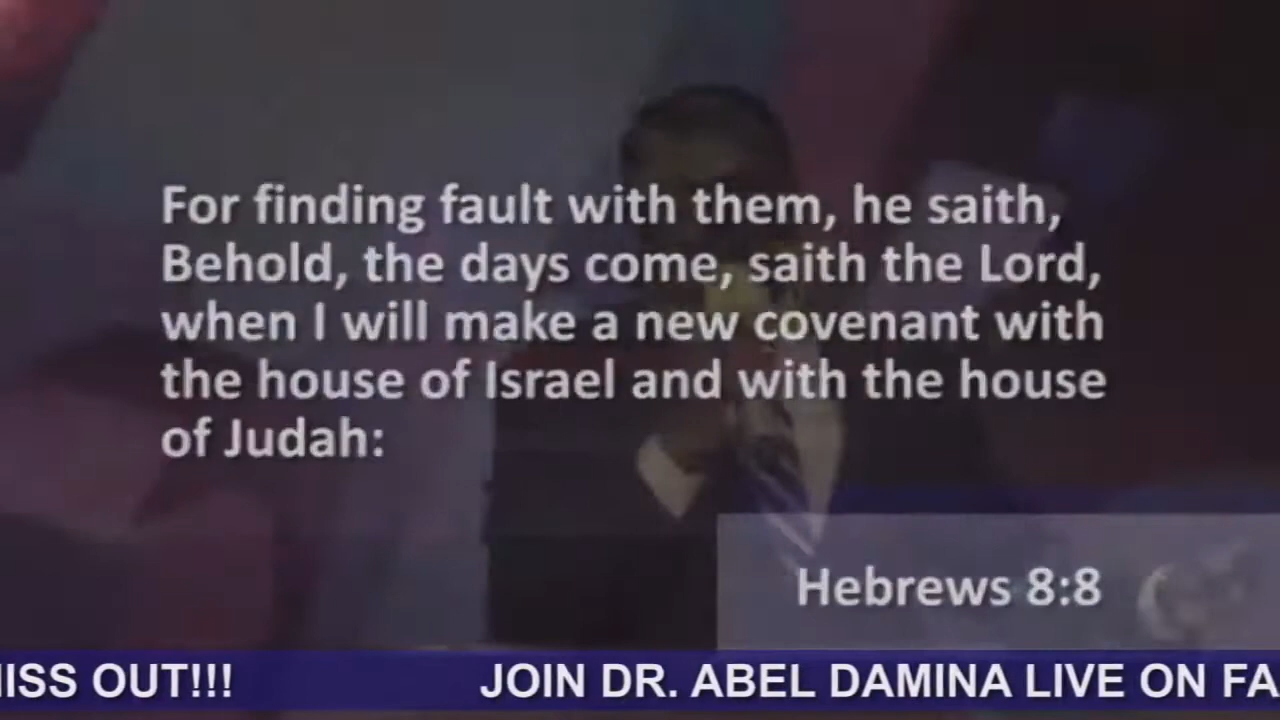 For finding fault with them, he saith,
Behold, the days come, saith the Lord,
when I will make a new covenant with
the house of Israel and with the house
of Judah:
Hebrews 8:8
ISS OUT!!! JOIN DR. ABEL DAMINA LIVE ON FA